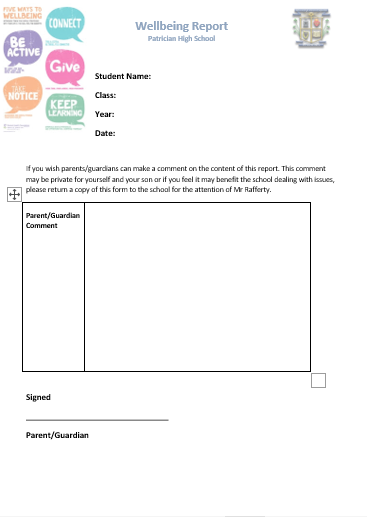 FIVE WAYS TO
WELLBEING
CONNECT
BE
ACTIVE
Give
TAKE
NOTICE
KEEP
LEARNING
Wellbeing Report
Patrician High School
Student Name:
Class:
Year:
Date:
If you wish parents/guardians can make a comment on the content of this report. This comment
may be private for yourself and your son or if you feel it may benefit the school dealing with issues,
please return a copy of this form to the school for the attention of Mr Rafferty.
Parent/Guardian
Comment
Signed
Parent/Guardian